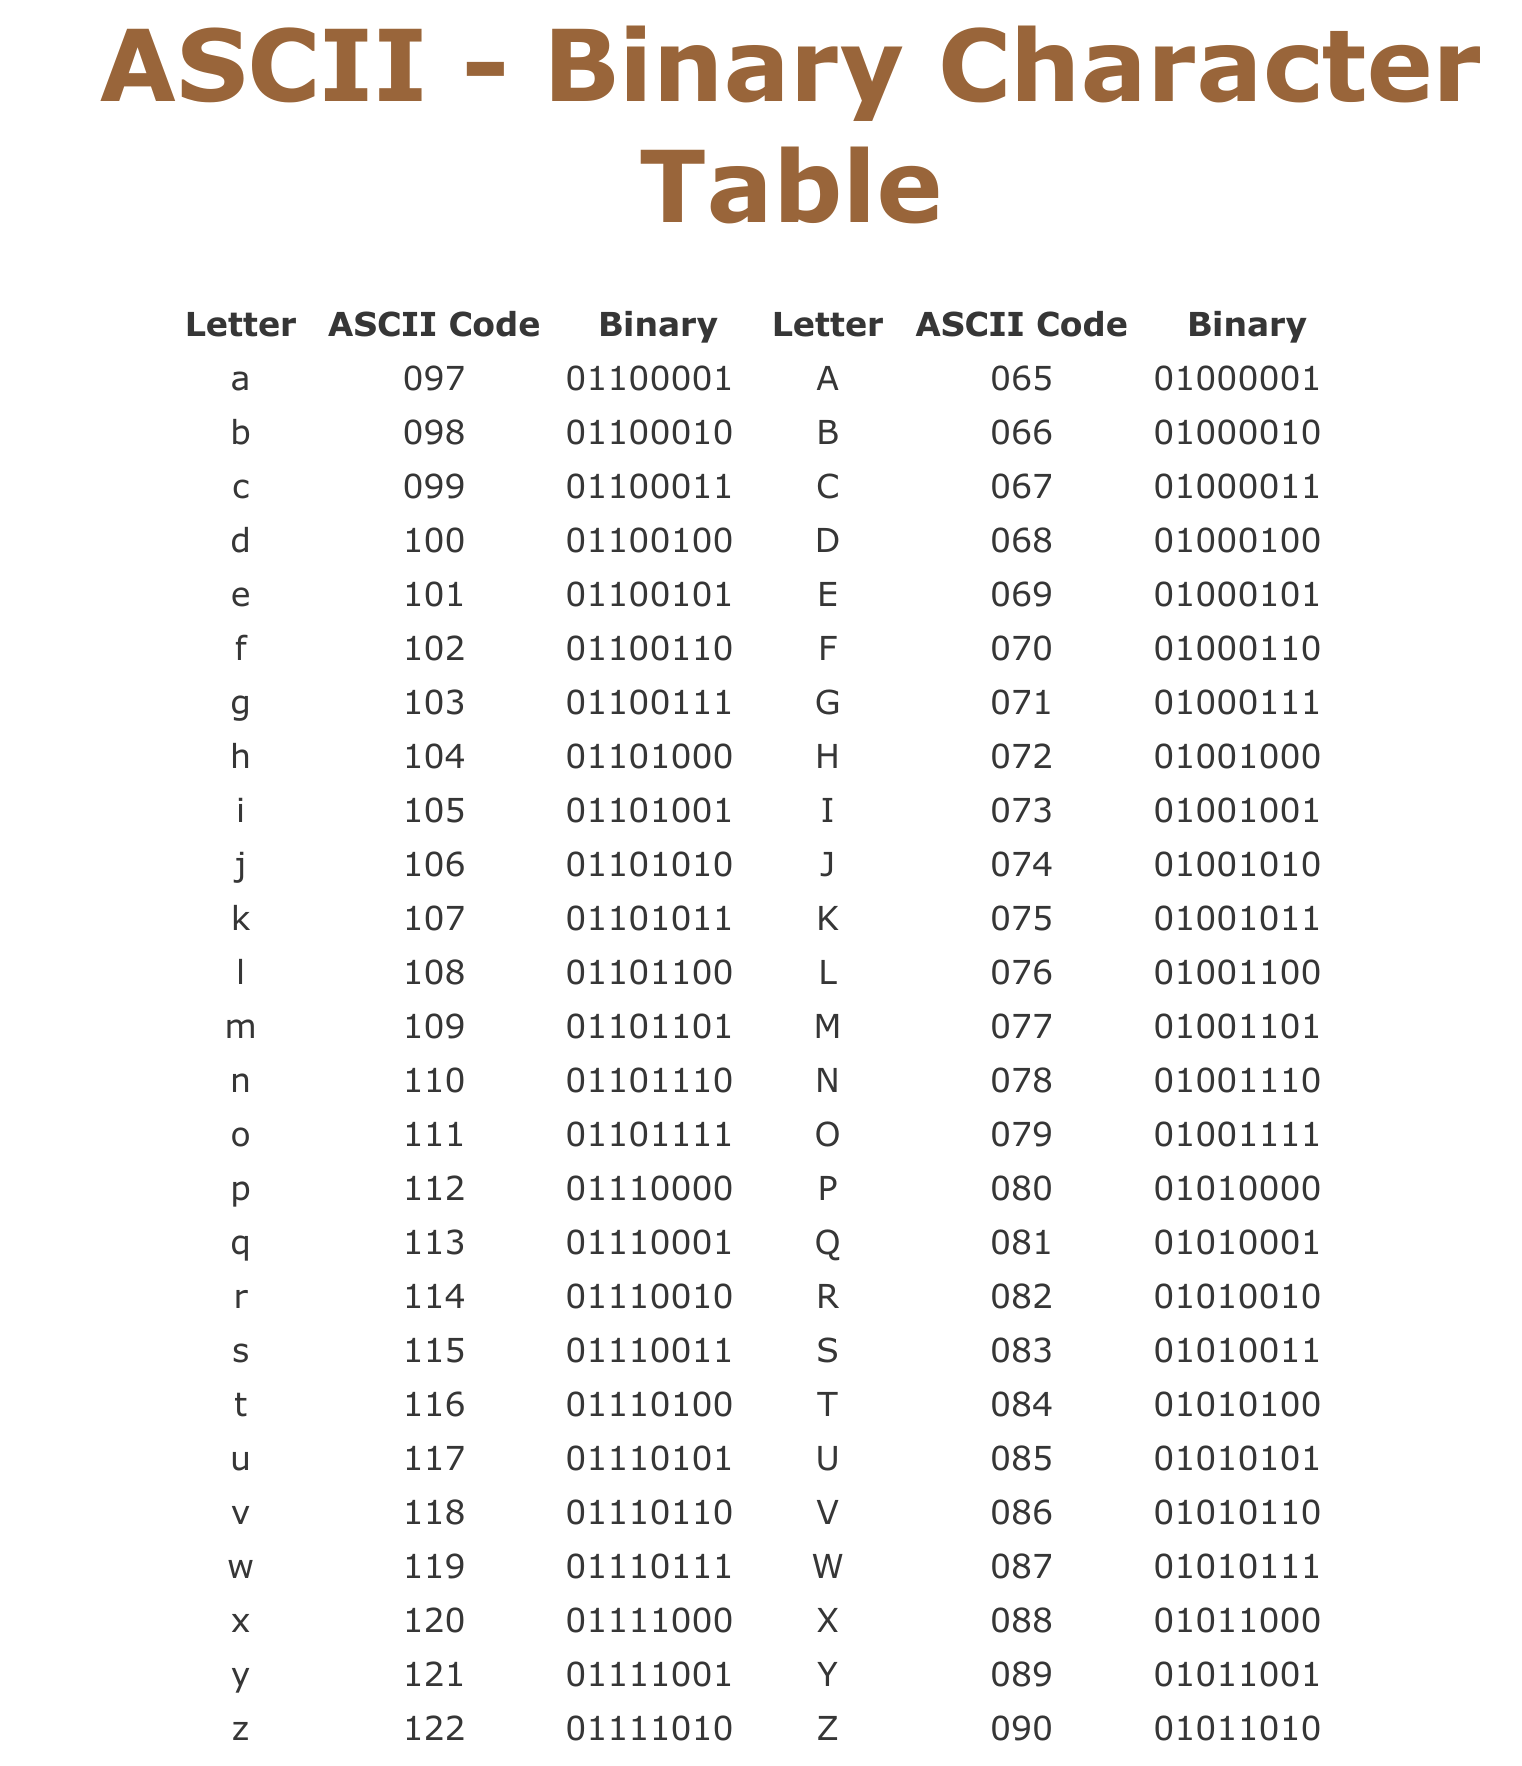 ASCII - Binary Character
Table
Letter ASCII Code Binary Letter ASCII Code Binary
a 097 01100001 A 065 01000001
b 098 01100010 B 066 01000010
c 099 01100011 C 067 01000011
d 100 01100100 D 068 01000100
e 101 01100101 E 069 01000101
f 102 01100110 F 070 01000110
g 103 01100111 G 071 01000111
h 104 01101000 H 072 01001000
i 105 01101001 I 073 01001001
j 106 01101010 J 074 01001010
k 107 01101011 K 075 01001011
l 108 01101100 L 076 01001100
m 109 01101101 M 077 01001101
n 110 01101110 N 078 01001110
o 111 01101111 O 079 01001111
p 112 01110000 P 080 01010000
q 113 01110001 Q 081 01010001
r 114 01110010 R 082 01010010
s 115 01110011 S 083 01010011
t 116 01110100 T 084 01010100
u 117 01110101 U 085 01010101
v 118 01110110 V 086 01010110
w 119 01110111 W 087 01010111
x 120 01111000 X 088 01011000
y 121 01111001 Y 089 01011001
z 122 01111010 Z 090 01011010